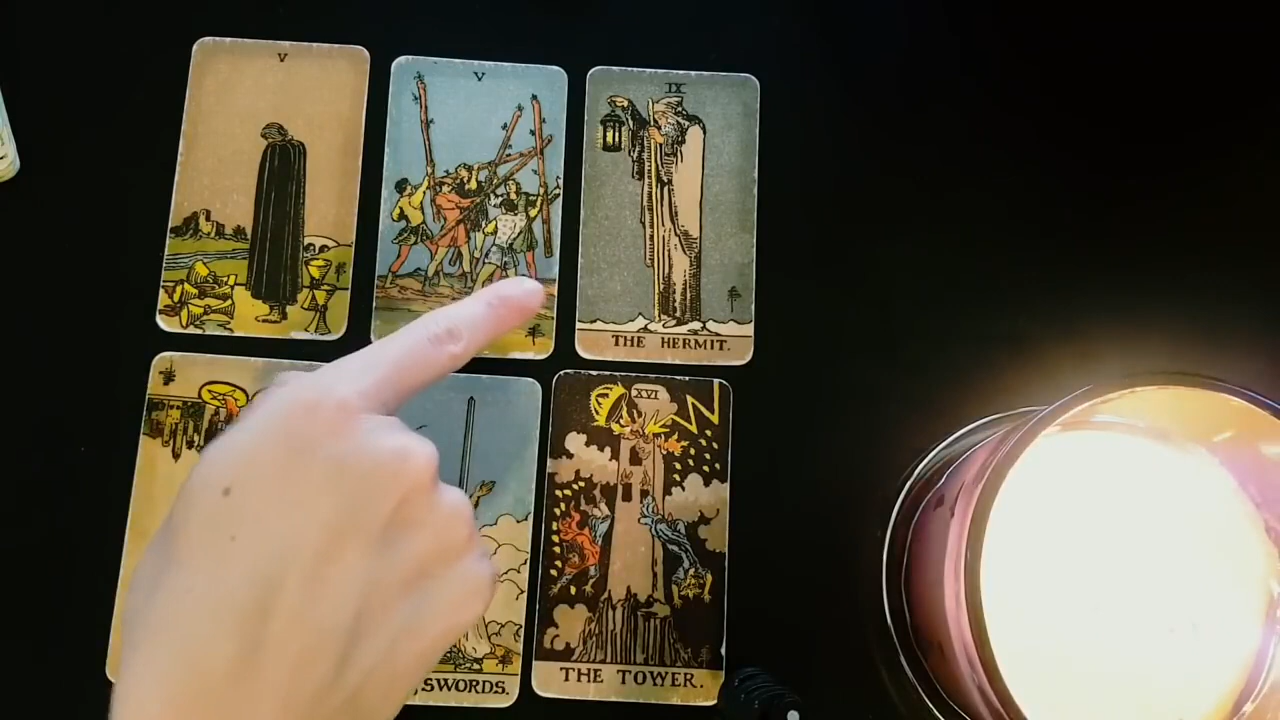 V
V
IX
THE HERMIT.
XVI
SWORDS.
THE TOWER.